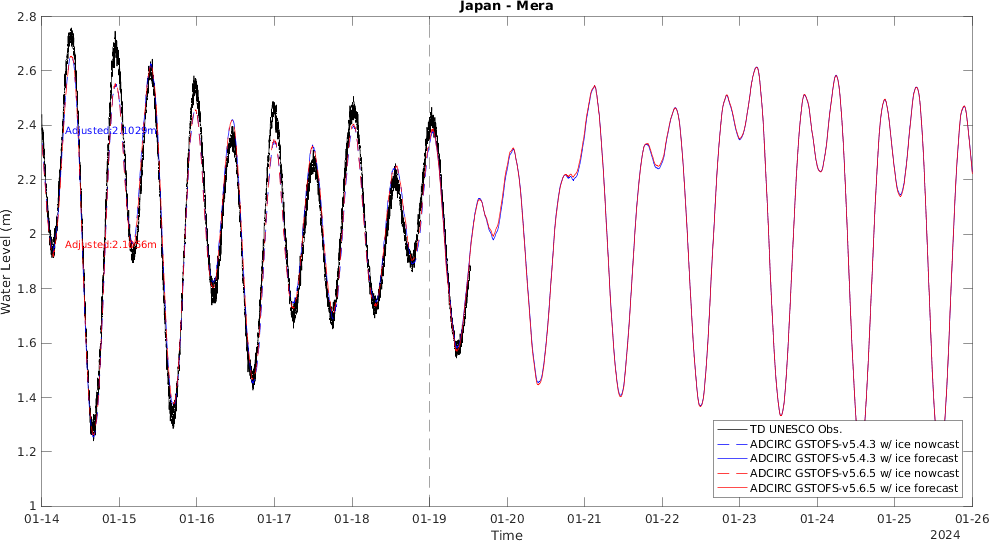 Japan - Mera
2.8
2.6
2.4
2.2
2
1.8
1.6
1.4
1.2
1
Water Level (m)
Adjusted:2.1029m
TD UNESCO Obs.
ADCIRC GSTOFS-v5.4.3 w/ ice nowcast
ADCIRC GSTOFS-v5.4.3 w/ ice forecast
ADCIRC GSTOFS-v5.6.5 w/ ice nowcast
ADCIRC GSTOFS-v5.6.5 w/ ice forecast
01-14 01-15 01-16 01-17 01-18 01-19 01-20 01-21 01-22 01-23 01-24 01-25 01-26
Time
2024